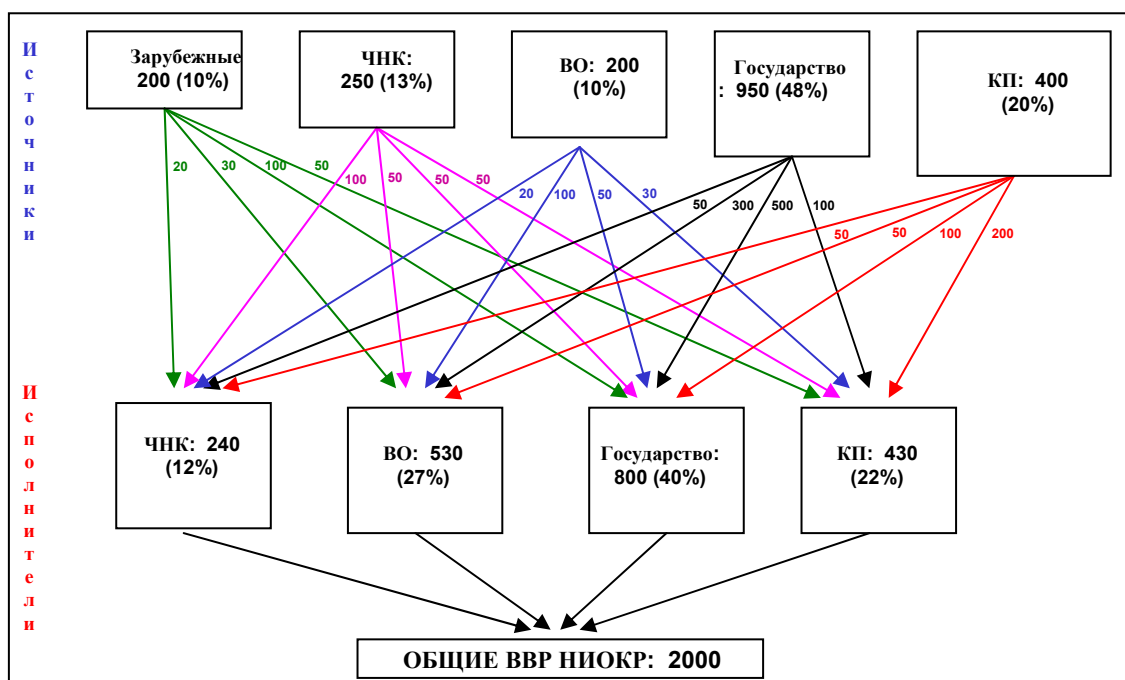 Источники
Зарубежные
200 (10%)
ЧНК:
250 (13%)
ВО: 200
(10%)
Государство
: 950 (48%)
КП: 400
(20%)
20
30
100
50
100
50
50
50
20
100
50
30
50
300
500
100
50
50
100
200
Исполнители
ЧНК: 240
(12%)
ВО: 530
(27%)
Государство:
800 (40%)
КП: 430
(22%)
ОБЩИЕ ВВР НИОКР: 2000